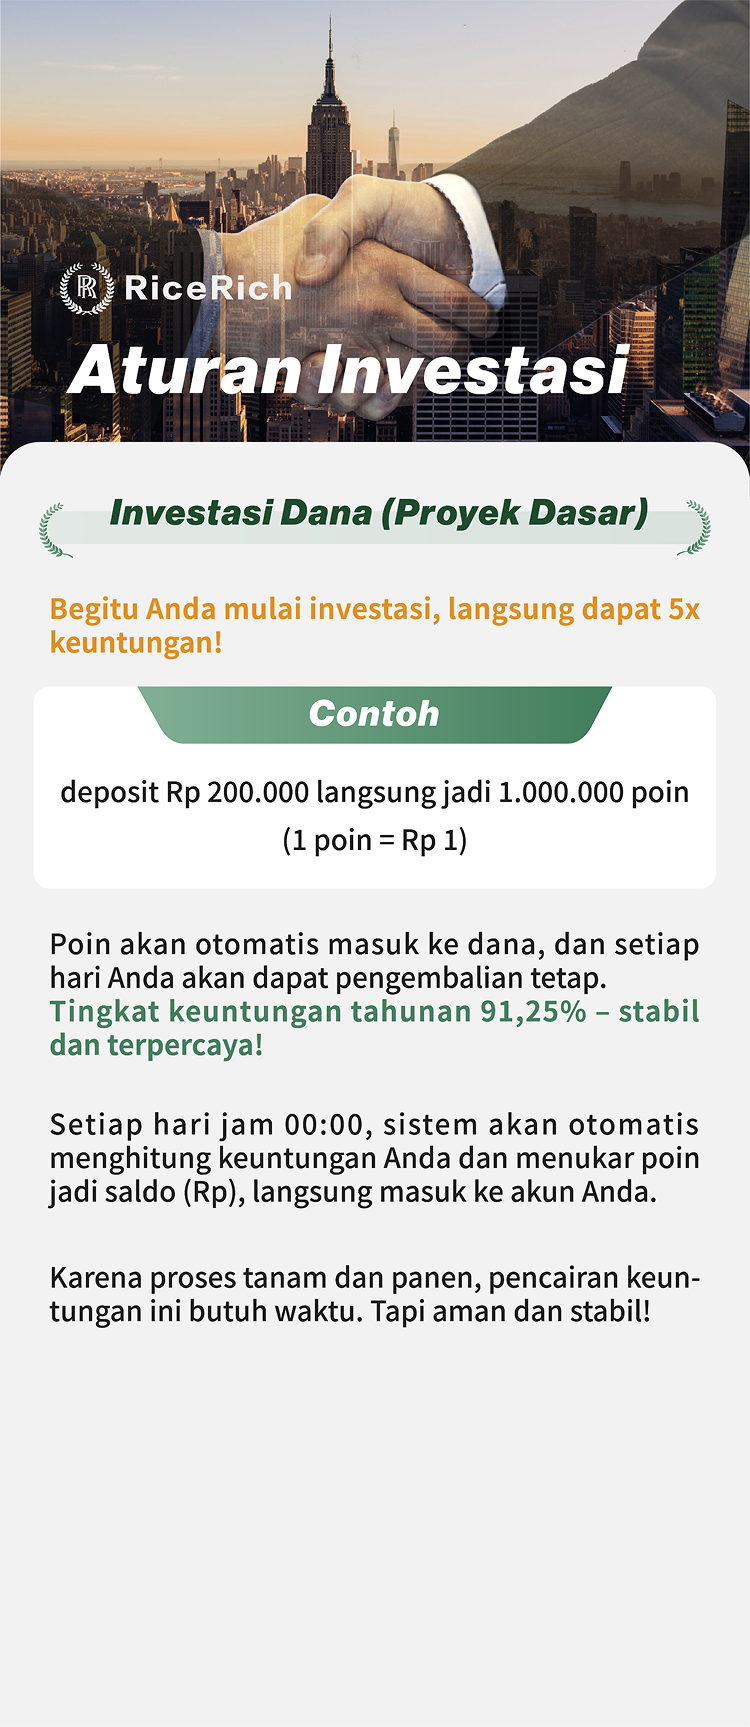 RR RiceRich
Aturan Investasi
Investasi Dana (Proyek Dasar)
Begitu Anda mulai investasi, langsung dapat 5x
keuntungan!
Contoh
deposit Rp 200.000 langsung jadi 1.000.000 poin
(1 poin = Rp 1)
Poin akan otomatis masuk ke dana, dan setiap
hari Anda akan dapat pengembalian tetap.
Tingkat keuntungan tahunan 91,25% – stabil
dan terpercaya!
Setiap hari jam 00:00, sistem akan otomatis
menghitung keuntungan Anda dan menukar poin
jadi saldo (Rp), langsung masuk ke akun Anda.
Karena proses tanam dan panen, pencairan keun-
tungan ini butuh waktu. Tapi aman dan stabil!